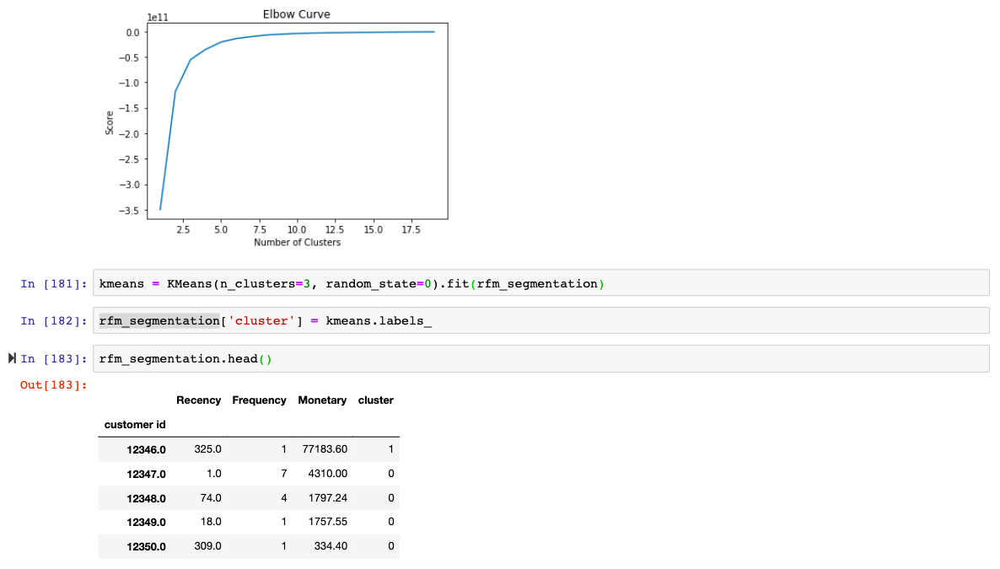 Elbow Curve
1e11
0.0
−0.5
−1.0
−1.5
−2.0
−2.5
−3.0
−3.5
Score
2.5 5.0 7.5 10.0 12.5 15.0 17.5
Number of Clusters
In [181]: kmeans = KMeans(n_clusters=3, random_state=0).fit(rfm_segmentation)
In [182]: rfm_segmentation['cluster'] = kmeans.labels_
In [183]: rfm_segmentation.head()
Out[183]:
Recency Frequency Monetary cluster
customer id
12346.0 325.0 1 77183.60 1
12347.0 1.0 7 4310.00 0
12348.0 74.0 4 1797.24 0
12349.0 18.0 1 1757.55 0
12350.0 309.0 1 334.40 0